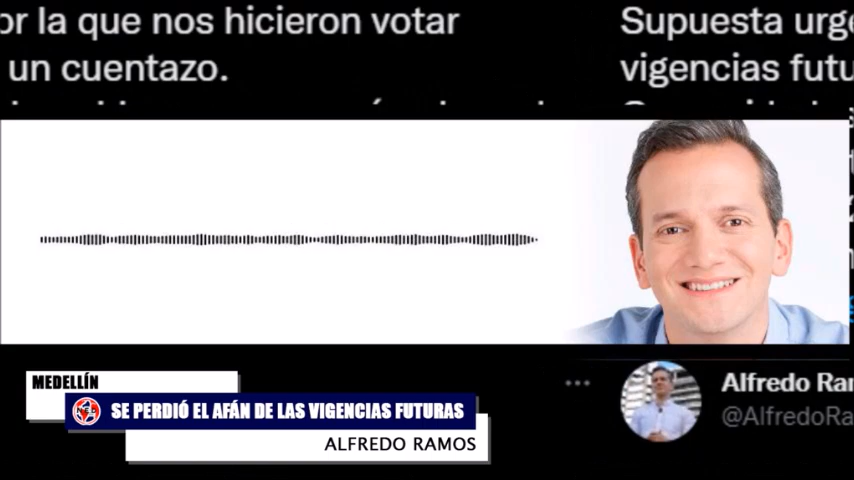 or la que nos hicieron votar
un cuentazo.
Supuesta urge
vigencias futu
MEDELLÍN
SE PERDIÓ EL AFÁN DE LAS VIGENCIAS FUTURAS
ALFREDO RAMOS
Alfredo Ram
@AlfredoRa